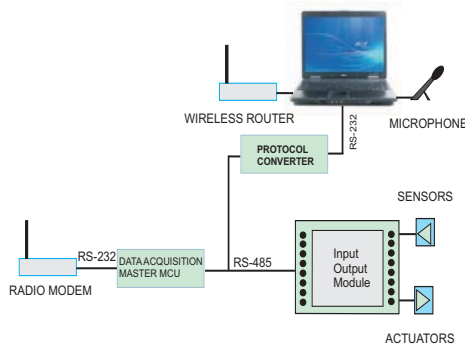 WIRELESS ROUTER
MICROPHONE
RS-232
PROTOCOL
CONVERTER
SENSORS
RS-232
DATA ACQUISITION
MASTER MCU
RS-485
Input
Output
Module
RADIO MODEM
ACTUATORS